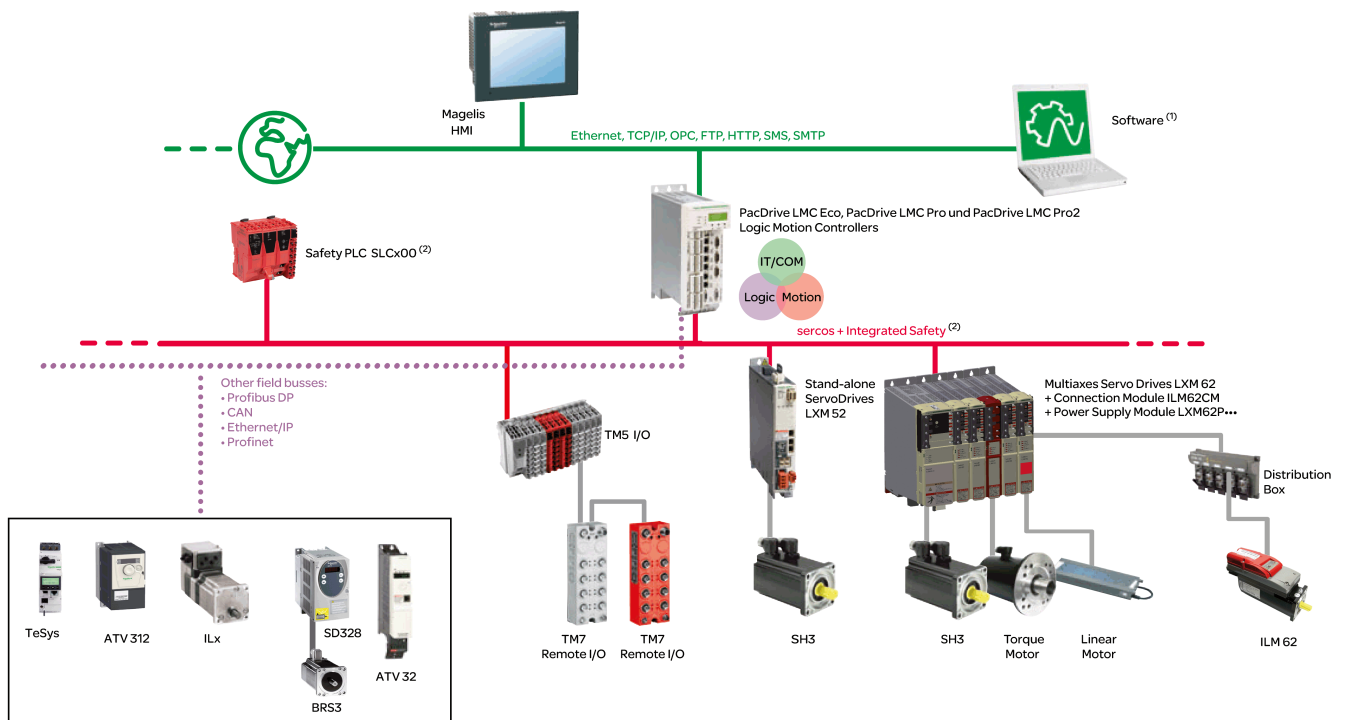 Magelis
HMI
Ethernet, TCP/IP, OPC, FTP, HTTP, SMS, SMTP
Software (1)
PacDrive LMC Eco, PacDrive LMC Pro und PacDrive LMC Pro2
Logic Motion Controllers
Safety PLC SLCx00 (2)
IT/COM
Logic
Motion
sercos + Integrated Safety (2)
Other field busses:
• Profibus DP
• CAN
• Ethernet/IP
• Profinet
TM5 I/O
Stand-alone
ServoDrives
LXM 52
Multiaxes Servo Drives LXM 62
+ Connection Module ILM62CM
+ Power Supply Module LXM62P•••
Distribution
Box
TeSys
ATV 312
ILx
SD328
BRS3
ATV 32
TM7
Remote I/O
TM7
Remote I/O
SH3
SH3
Torque
Motor
Linear
Motor
ILM 62